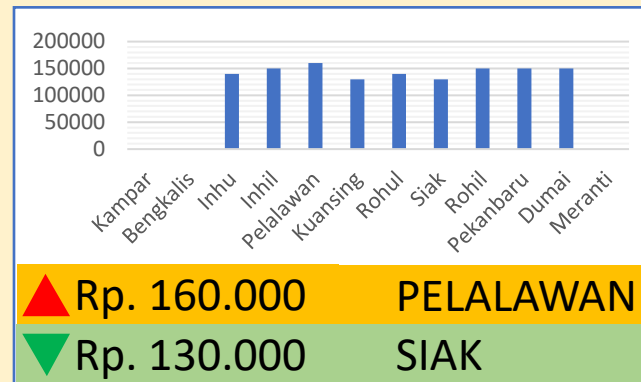 200000
150000
100000
50000
0
Kampar
Bengkalis
Inhu
Inhil
Pelalawan
Kuansing
Rohul
Siak
Rohil
Pekanbaru
Dumai
Meranti
Rp. 160.000 PELALAWAN
Rp. 130.000 SIAK